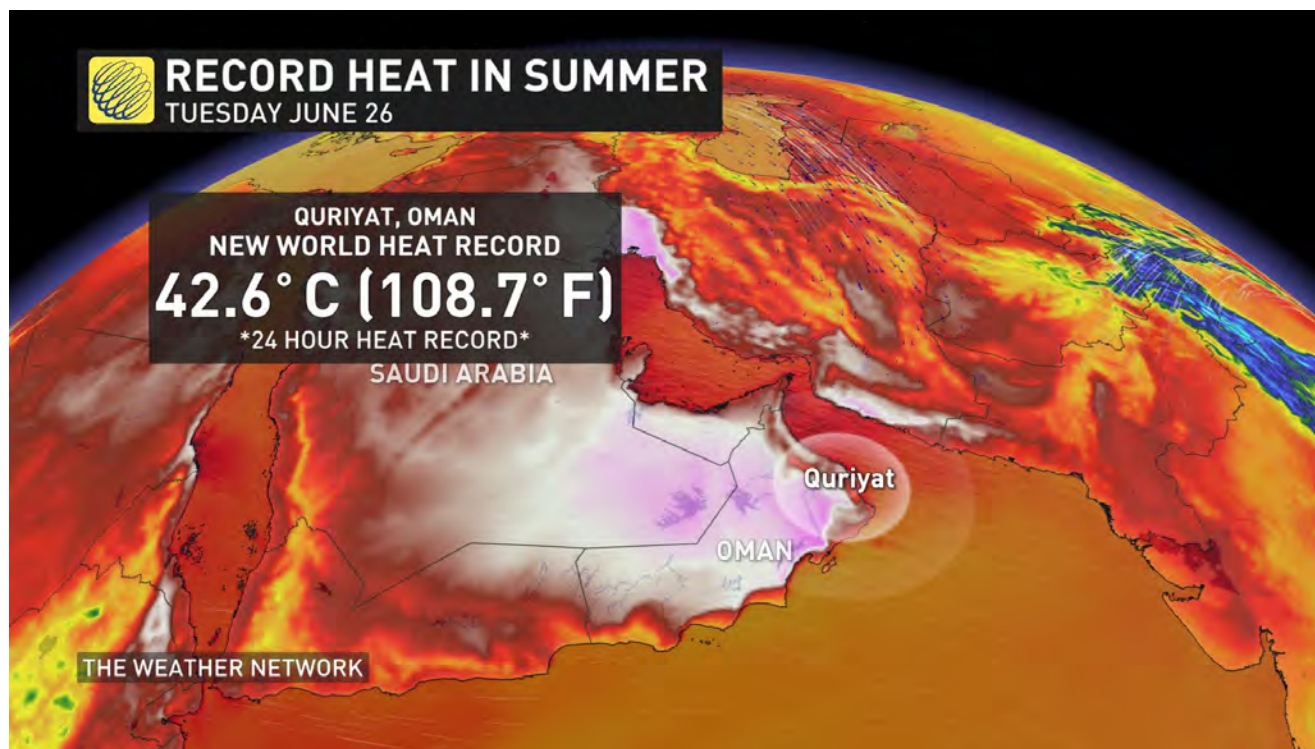 RECORD HEAT IN SUMMER
TUESDAY JUNE 26
QURIYAT, OMAN
NEW WORLD HEAT RECORD
42.6° C (108.7° F)
*24 HOUR HEAT RECORD*
SAUDI ARABIA
Quriyat
OMAN
THE WEATHER NETWORK